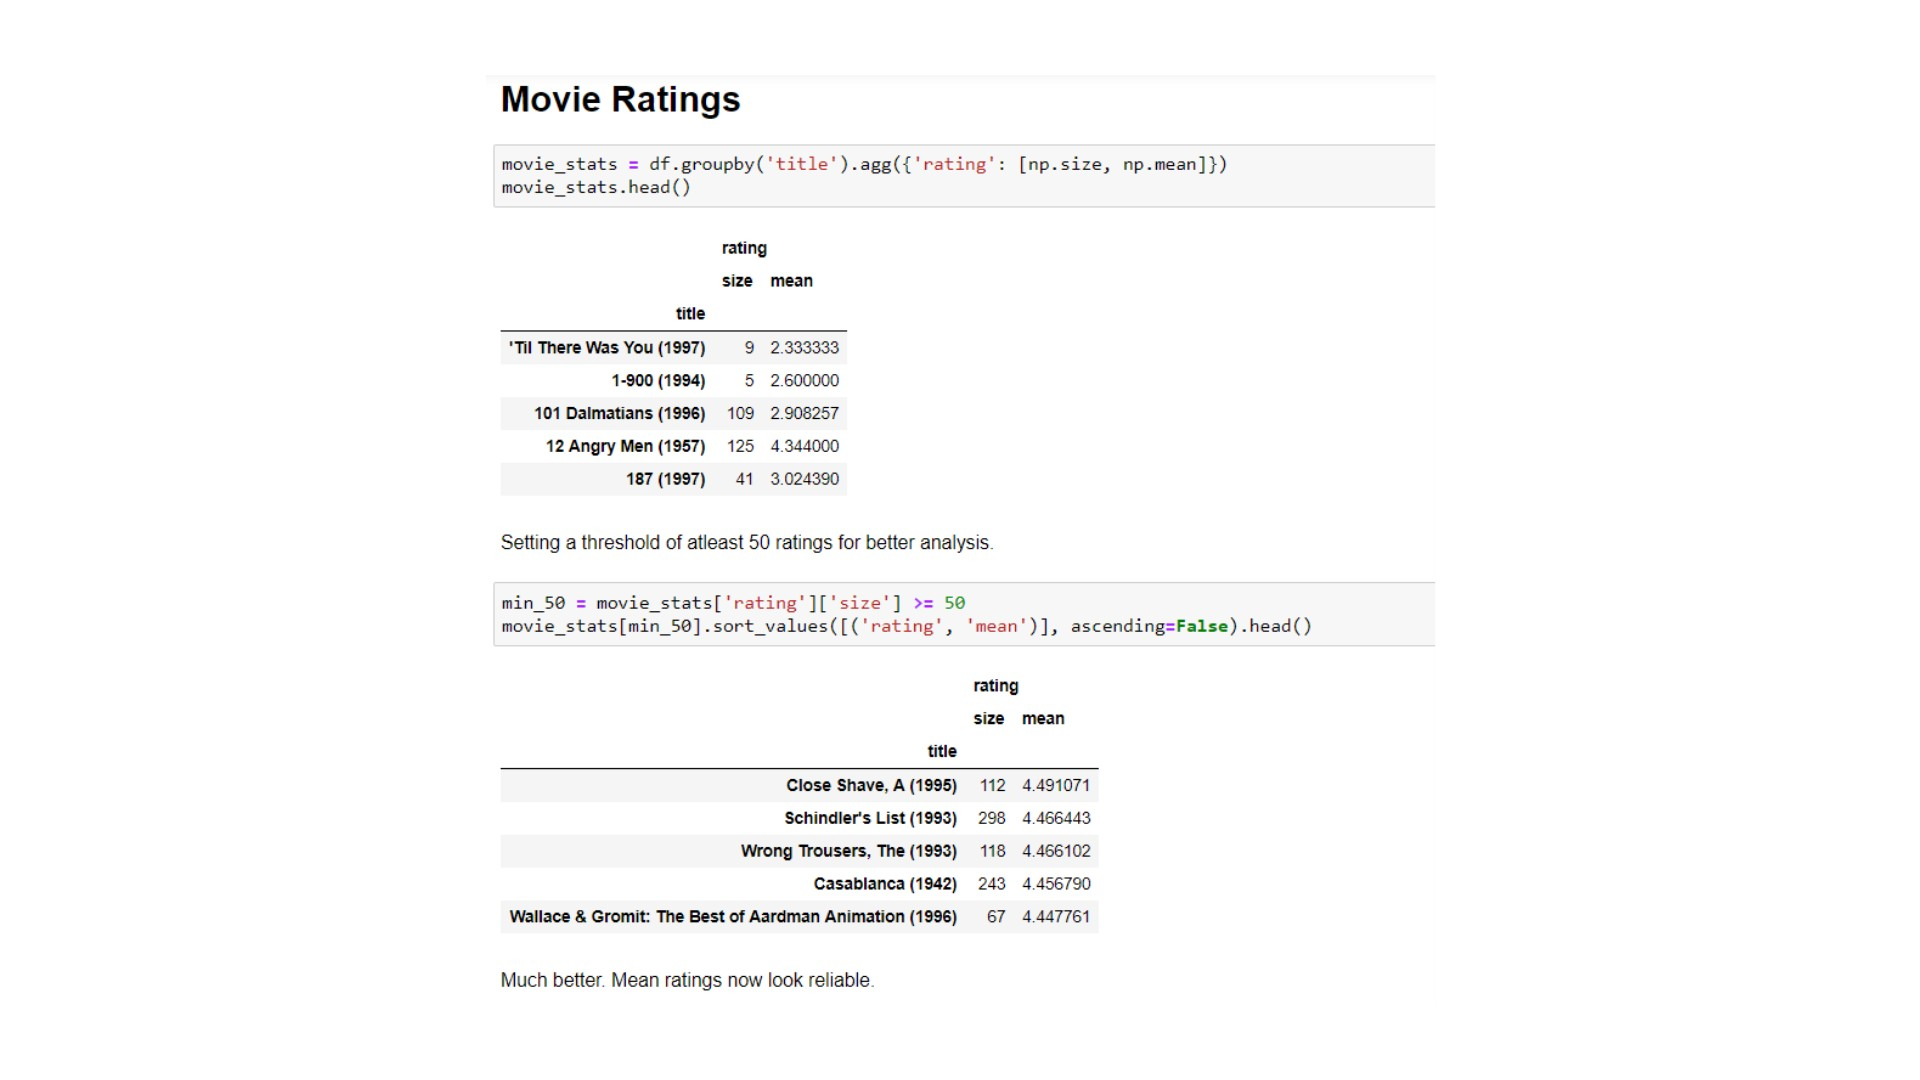 Movie Ratings
movie_stats = df.groupby('title').agg({'rating': [np.size, np.mean]})
movie_stats.head()
rating
size mean
title
'Til There Was You (1997) 9 2.333333
1-900 (1994) 5 2.600000
101 Dalmatians (1996) 109 2.908257
12 Angry Men (1957) 125 4.344000
187 (1997) 41 3.024390
Setting a threshold of atleast 50 ratings for better analysis.
min_50 = movie_stats['rating']['size'] >= 50
movie_stats[min_50].sort_values([('rating', 'mean')], ascending=False).head()
rating
size mean
title
Close Shave, A (1995) 112 4.491071
Schindler's List (1993) 298 4.466443
Wrong Trousers, The (1993) 118 4.466102
Casablanca (1942) 243 4.456790
Wallace & Gromit: The Best of Aardman Animation (1996) 67 4.447761
Much better. Mean ratings now look reliable.